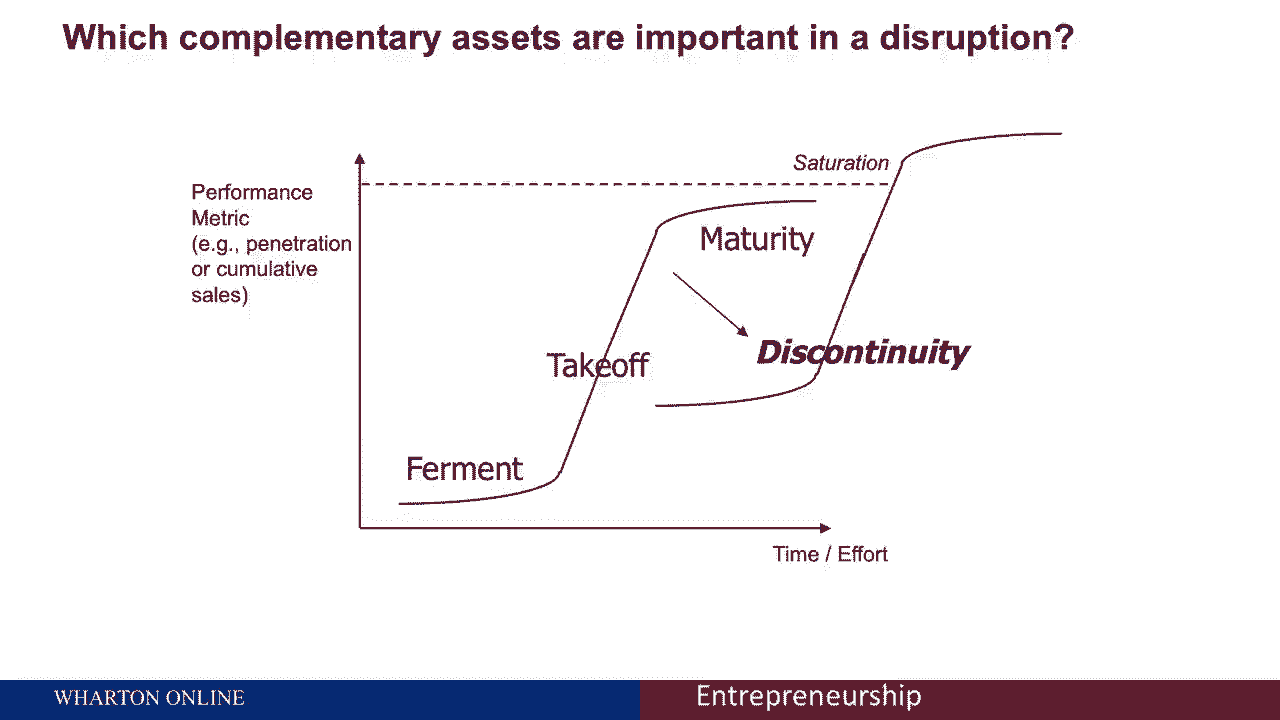 Which complementary assets are important in a disruption?
Saturation
Performance
Metric
(e.g., penetration
or cumulative
sales)
Maturity
Discontinuity
Takeoff
Ferment
Time / Effort
WHARTON ONLINE
Entrepreneurship